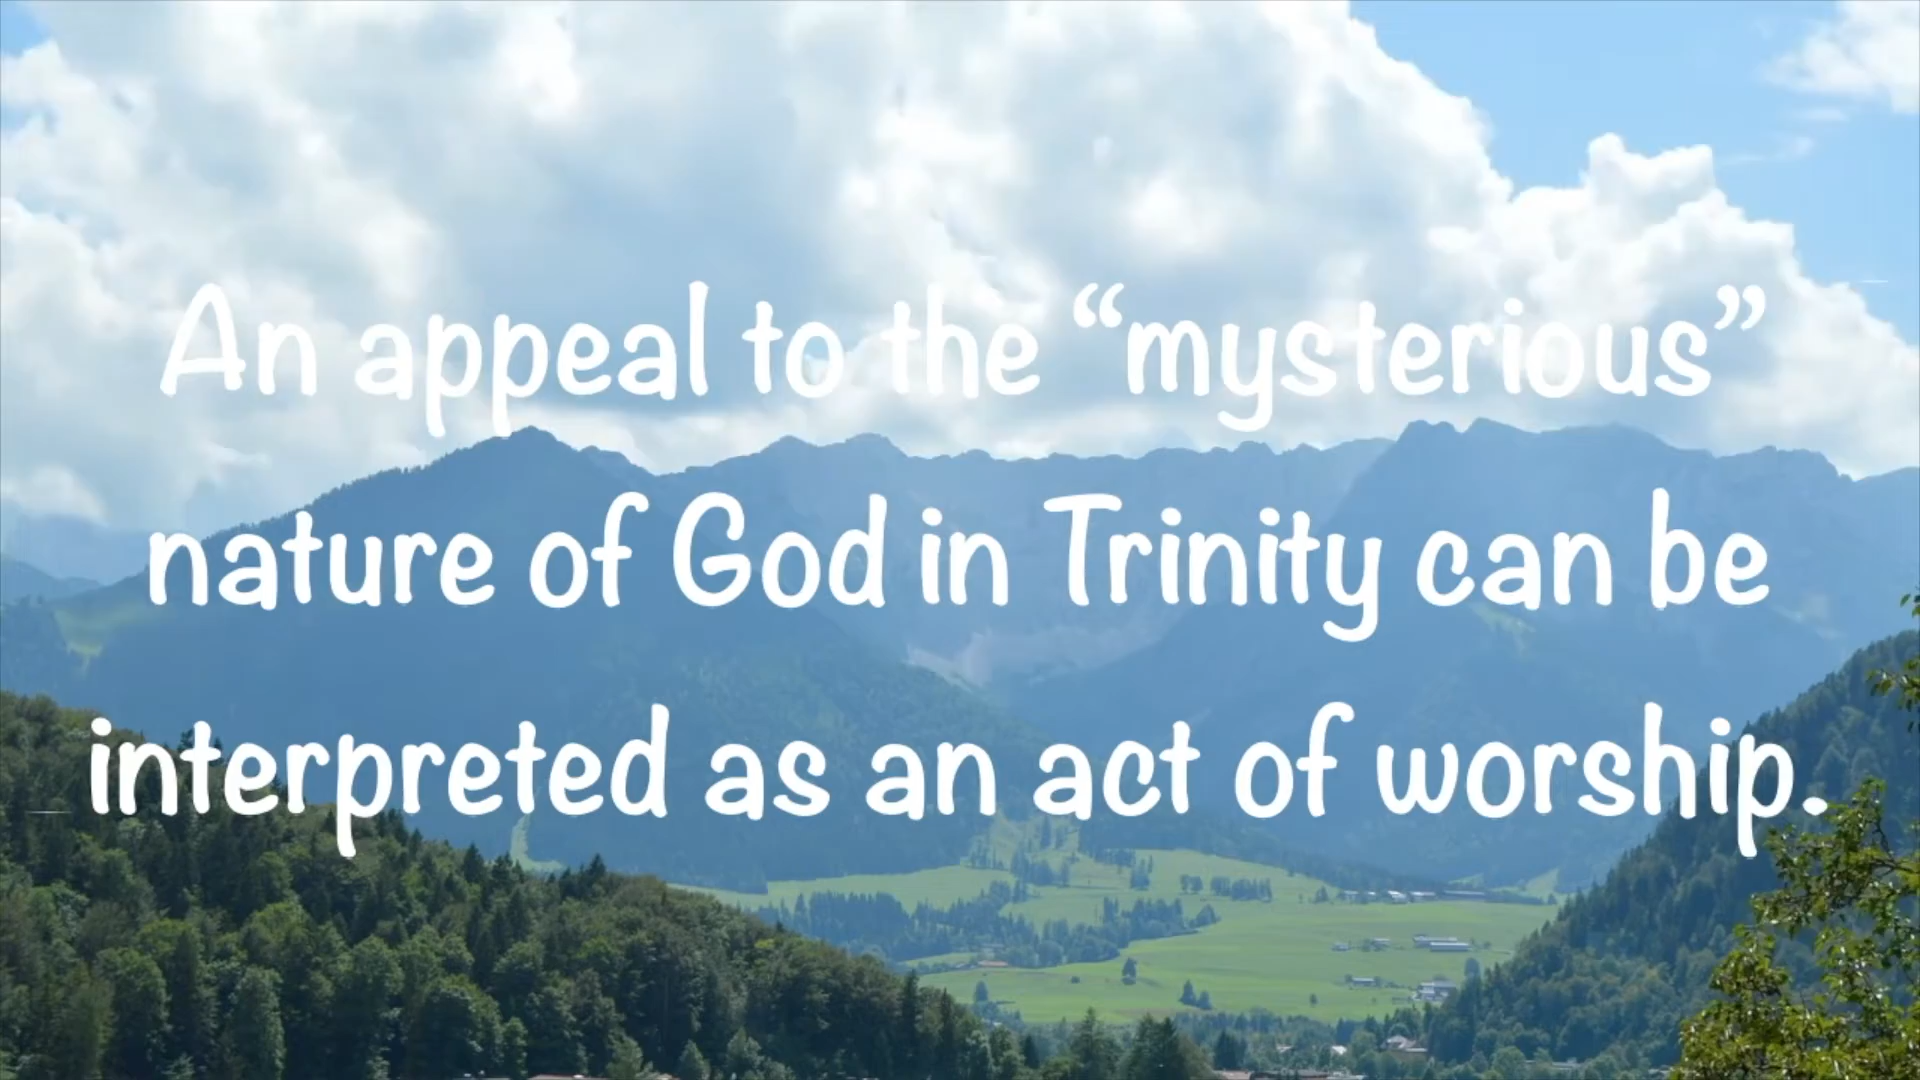 An appeal to the “mysterious”
nature of God in Trinity can be
interpreted as an act of worship.